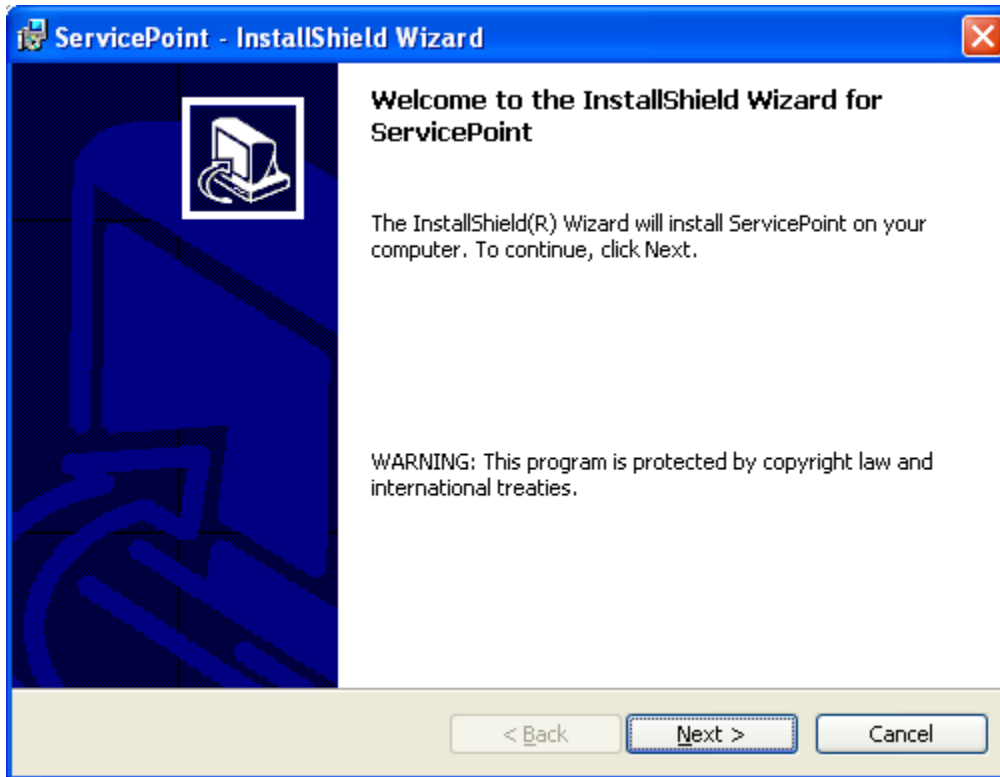 ServicePoint - InstallShield Wizard
Welcome to the InstallShield Wizard for
ServicePoint
The InstallShield(R) Wizard will install ServicePoint on your
computer. To continue, click Next.
WARNING: This program is protected by copyright law and
international treaties.
< Back
Next >
Cancel